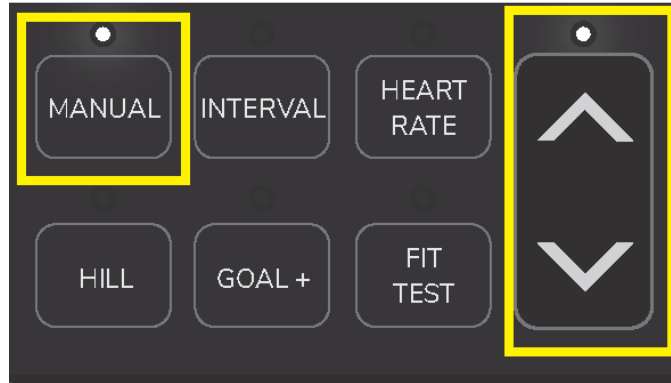 MANUAL
INTERVAL
HEART
RATE
HILL
GOAL +
FIT
TEST